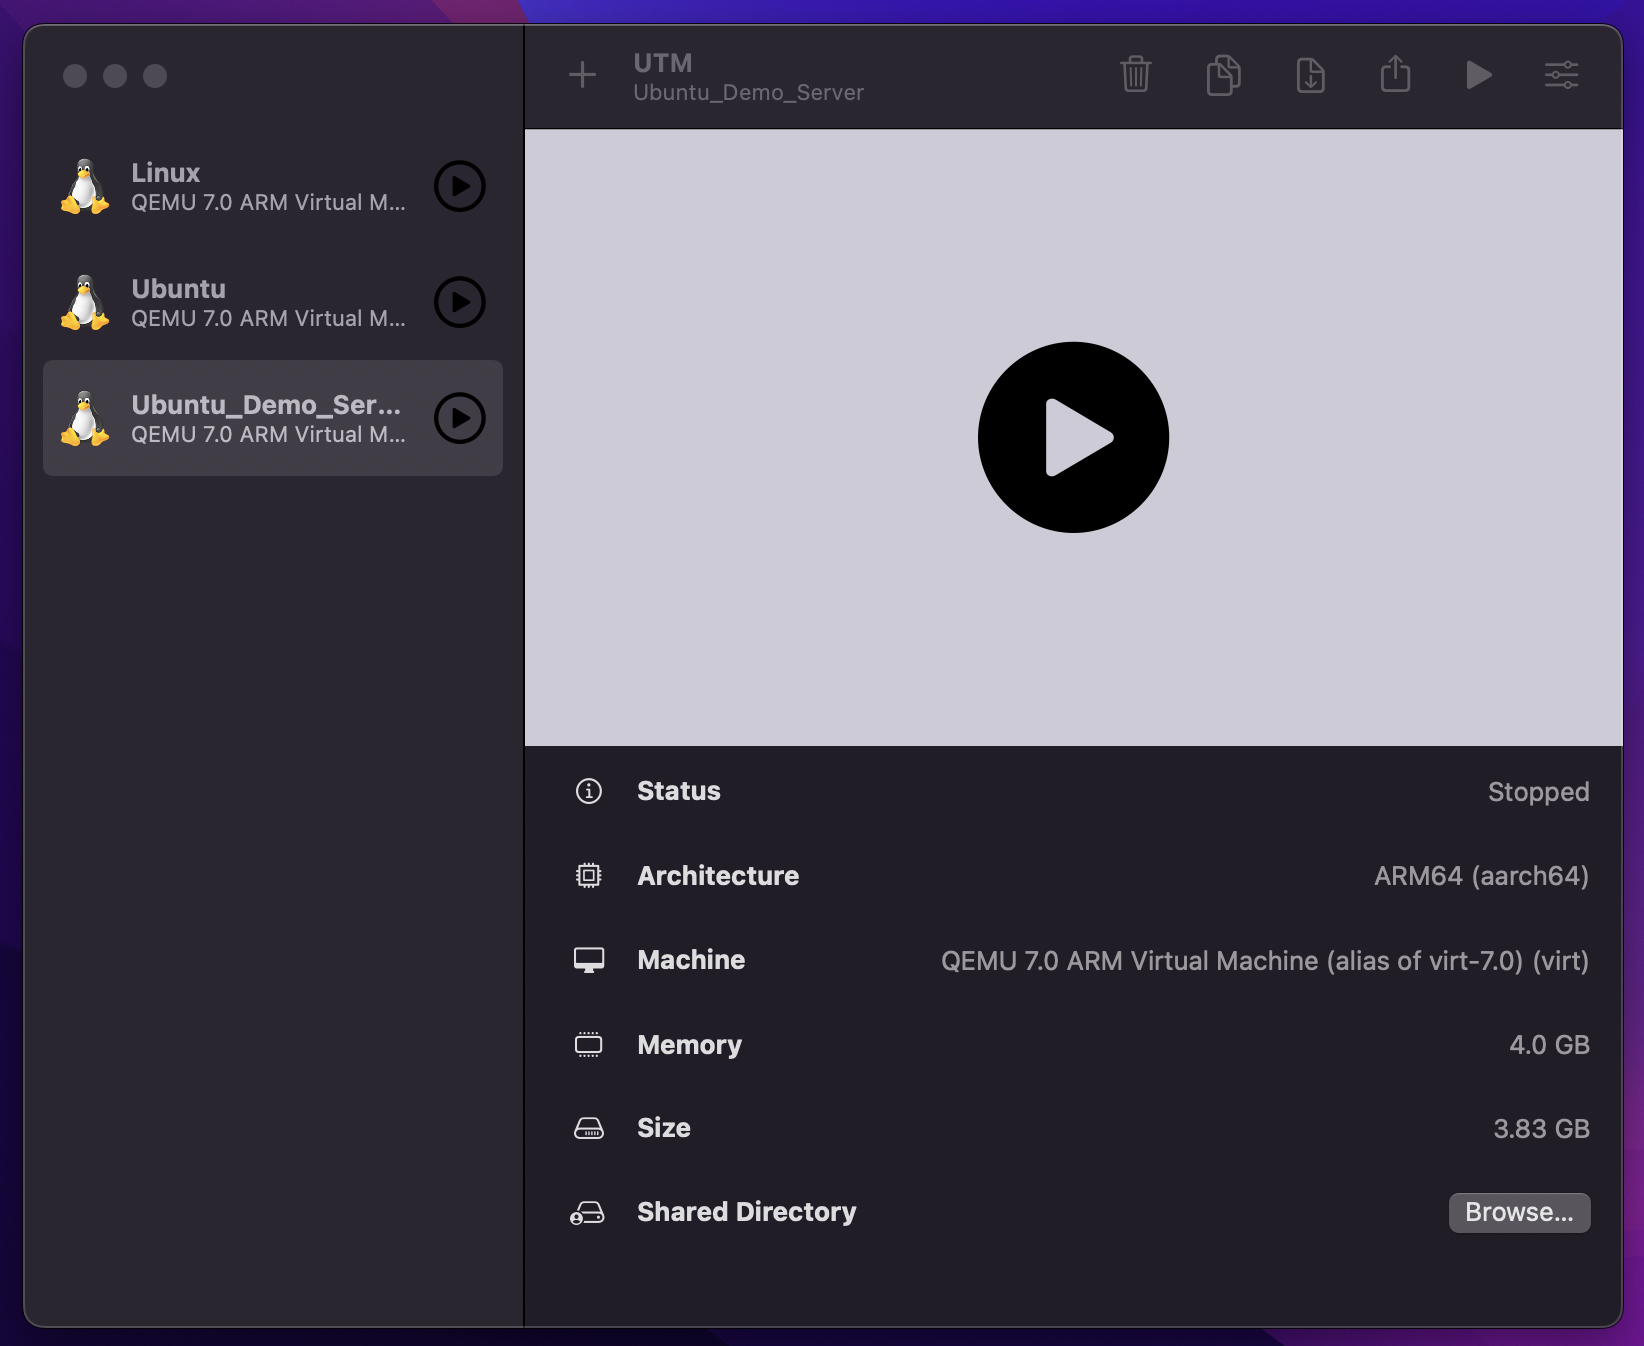 UTM
Ubuntu_Demo_Server
Linux
QEMU 7.0 ARM Virtual M...
Ubuntu
QEMU 7.0 ARM Virtual M...
Ubuntu_Demo_Ser...
QEMU 7.0 ARM Virtual M...
Status Stopped
Architecture ARM64 (aarch64)
Machine QEMU 7.0 ARM Virtual Machine (alias of virt-7.0) (virt)
Memory 4.0 GB
Size 3.83 GB
Shared Directory Browse...